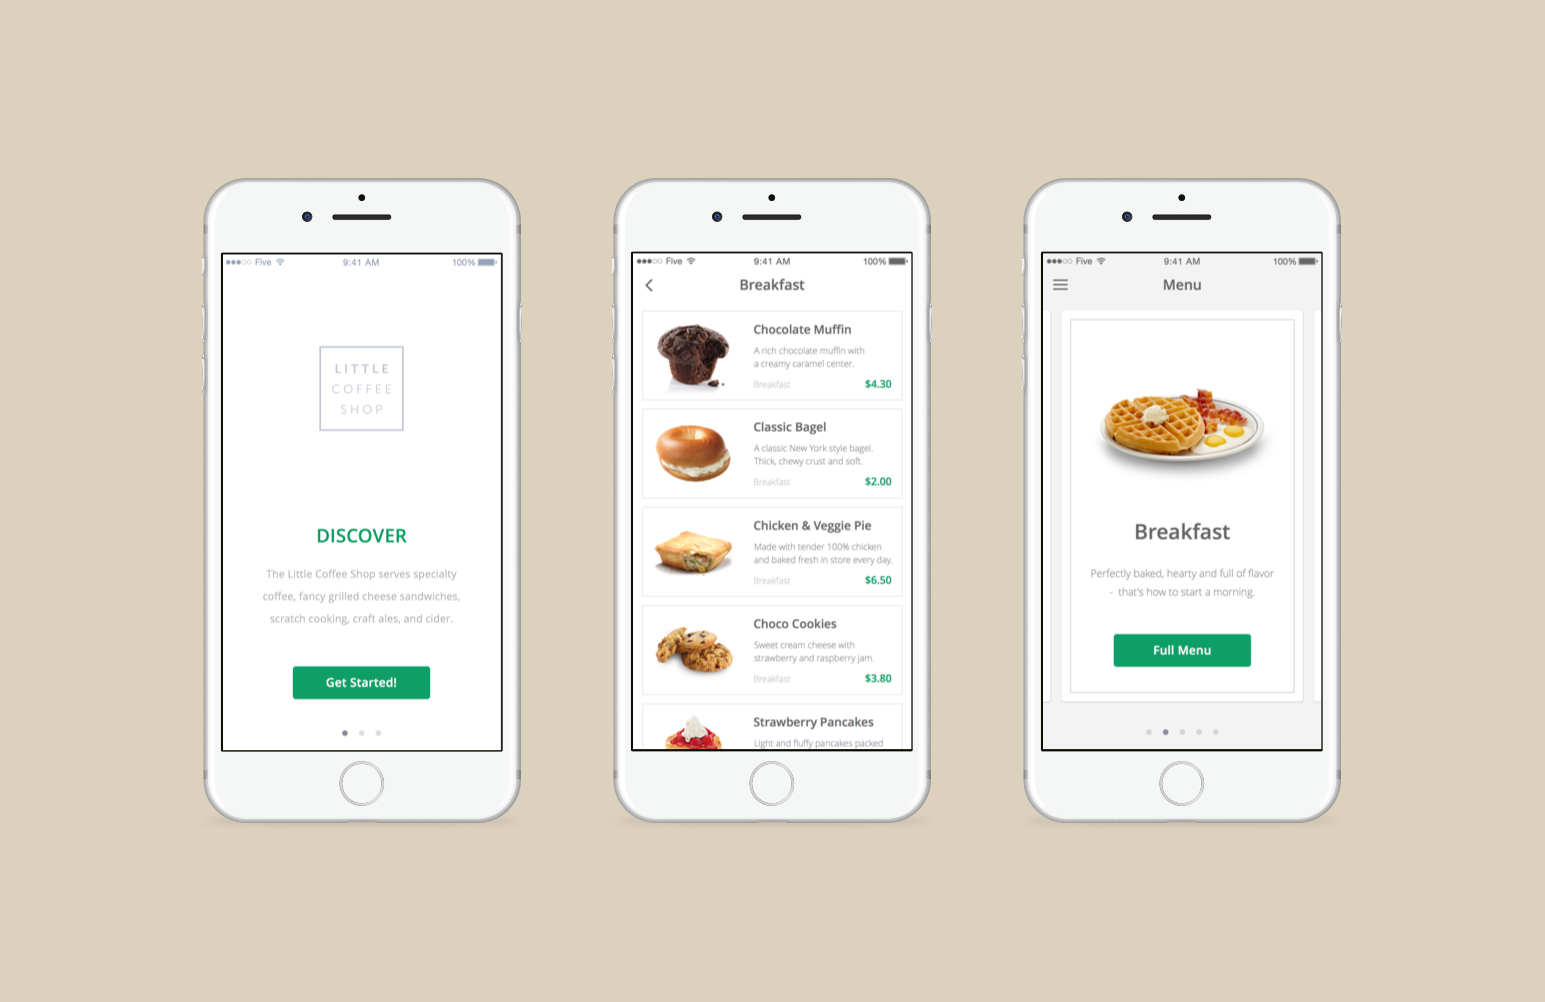 Five
9:41 AM
100%
LITTLE
COFFEE
SHOP
DISCOVER
The Little Coffee Shop serves specialty
coffee, fancy grilled cheese sandwiches,
scratch cooking, craft ales, and cider.
Get Started!
Five
9:41 AM
100%
Breakfast
Chocolate Muffin
A rich chocolate muffin with
a creamy caramel center.
Breakfast
$4.30
Classic Bagel
A classic New York style bagel.
Thick, chewy crust and soft.
Breakfast
$2.00
Chicken & Veggie Pie
Made with tender 100% chicken
and baked fresh in store every day.
Breakfast
$6.50
Choco Cookies
Sweet cream cheese with
strawberry and raspberry jam.
Breakfast
$3.80
Strawberry Pancakes
Light and fluffy pancakes packed
Five
9:41 AM
100%
Menu
Breakfast
Perfectly baked, hearty and full of flavor
- that's how to start a morning.
Full Menu